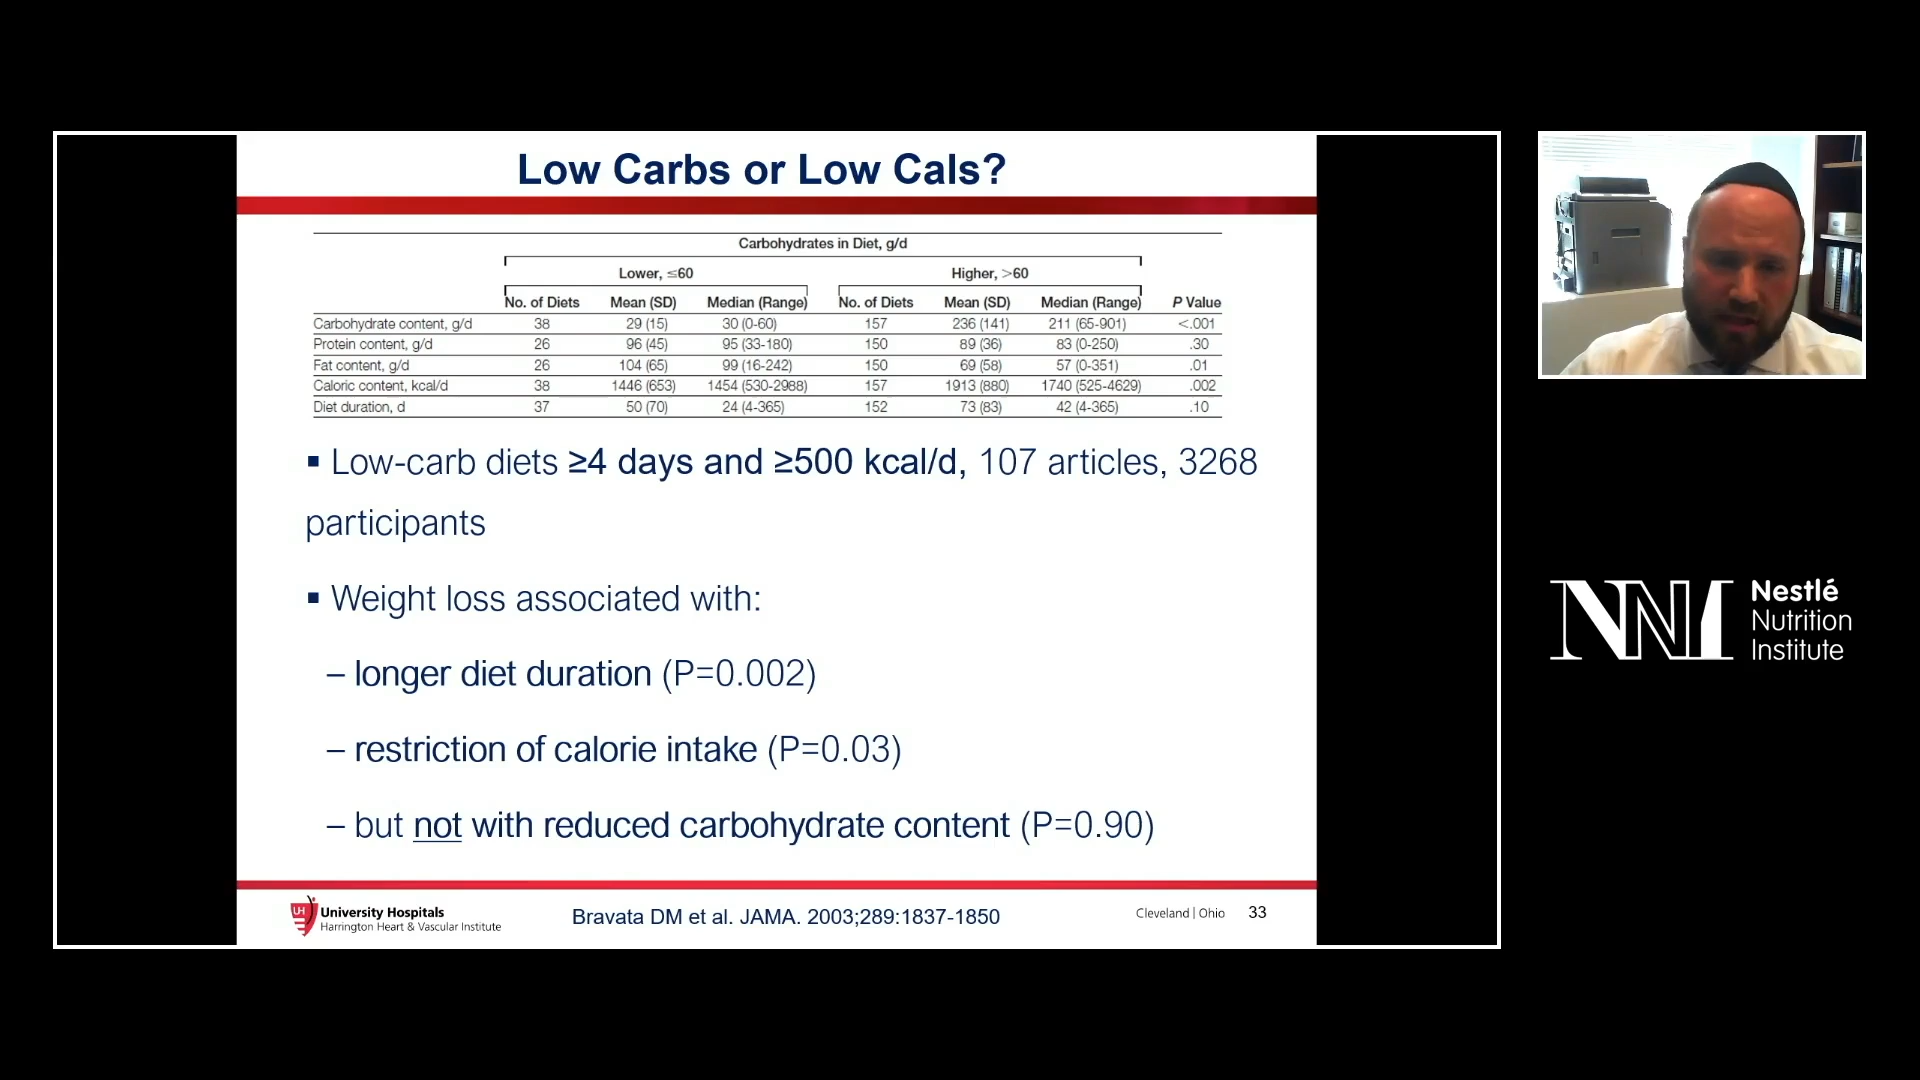 Low Carbs or Low Cals?
Carbohydrates in Diet, g/d
Lower, ≤60 Higher, >60
No. of Diets Mean (SD) Median (Range) No. of Diets Mean (SD) Median (Range) P Value
Carbohydrate content, g/d 38 29 (15) 30 (0-60) 157 236 (141) 211 (65-901) <.001
Protein content, g/d 26 96 (45) 95 (33-180) 150 89 (36) 83 (0-250) .30
Fat content, g/d 26 104 (65) 99 (16-242) 150 69 (58) 57 (0-351) .01
Caloric content, kcal/d 38 1446 (653) 1454 (530-2988) 157 1913 (880) 1740 (525-4629) .002
Diet duration, d 37 50 (70) 24 (4-365) 152 73 (83) 42 (4-365) .10
▪ Low-carb diets ≥4 days and ≥500 kcal/d, 107 articles, 3268
participants
▪ Weight loss associated with:
– longer diet duration (P=0.002)
– restriction of calorie intake (P=0.03)
– but not with reduced carbohydrate content (P=0.90)
UH
University Hospitals
Harrington Heart & Vascular Institute
Bravata DM et al. JAMA. 2003;289:1837-1850
Cleveland | Ohio 33
NNI
Nestlé
Nutrition
Institute